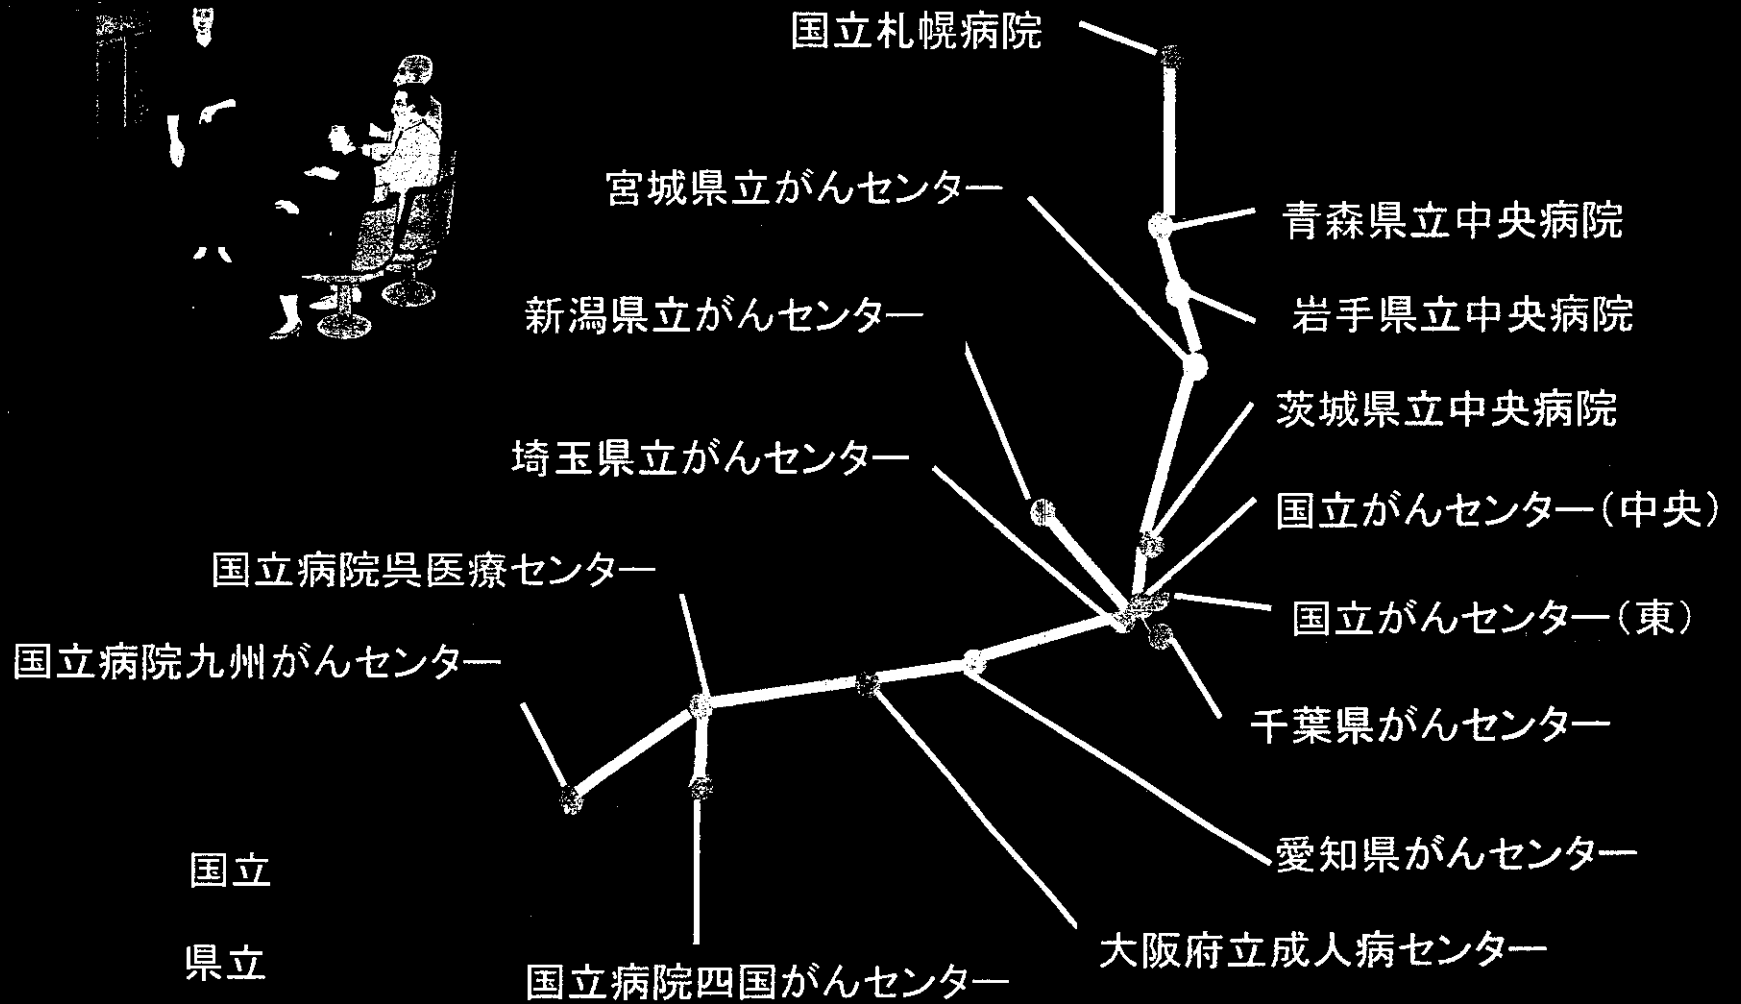 国立札幌病院
宮城県立がんセンター
青森県立中央病院
新潟県立がんセンター
岩手県立中央病院
茨城県立中央病院
埼玉県立がんセンター
国立がんセンター(中央)
国立病院呉医療センター
国立がんセンター(東)
国立病院九州がんセンター
千葉県がんセンター
愛知県がんセンター
国立
大阪府立成人病センター
県立
国立病院四国がんセンター